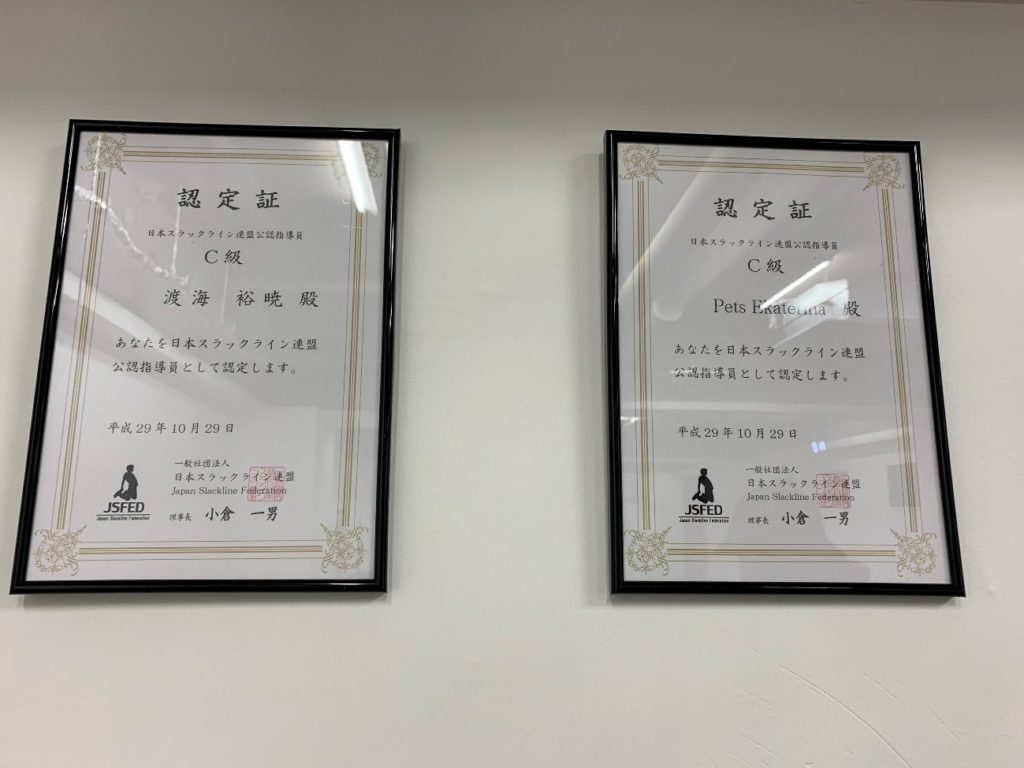 認定証
日本スラックライン連盟公認指導員
C級
渡海 裕暁 殿
あなたを日本スラックライン連盟
公認指導員として認定します。
平成29年10月29日
一般社団法人
日本スラックライン連盟
Japan Slackline Federation
理事長 小倉 一男
JSFED
Japan Slackline Federation
認定証
日本スラックライン連盟公認指導員
C級
Pets Ekaterina 殿
あなたを日本スラックライン連盟
公認指導員として認定します。
平成29年10月29日
一般社団法人
日本スラックライン連盟
Japan Slackline Federation
理事長 小倉 一男
JSFED
Japan Slackline Federation